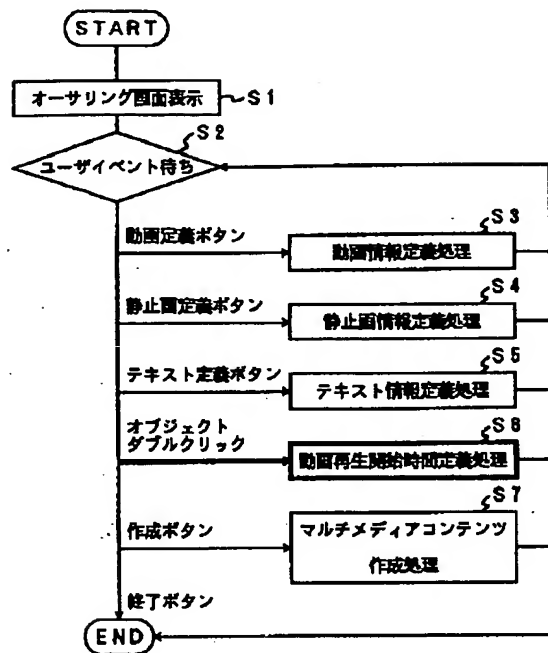 START
オーサリング画面表示
S1
S2
ユーザイベント待ち
S3
動画定義ボタン
動画情報定義処理
S4
静止画定義ボタン
静止画情報定義処理
S5
テキスト定義ボタン
テキスト情報定義処理
オブジェクト
ダブルクリック
S6
動画再生開始時間定義処理
S7
作成ボタン
マルチメディアコンテンツ
作成処理
終了ボタン
END